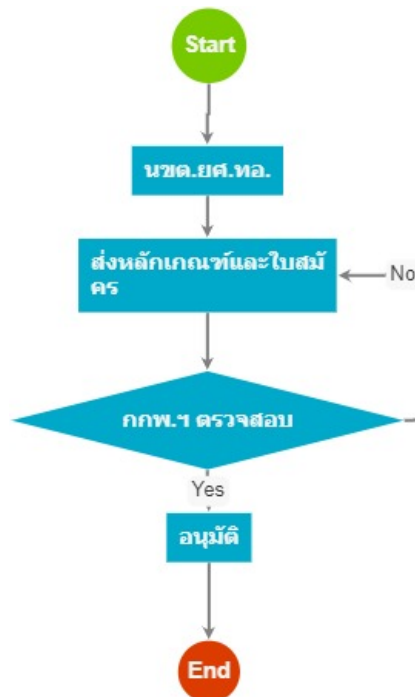 Start
นขต.ยศ.ทอ.
ส่งหลักเกณฑ์และใบสมั
คร
No
กกพ.ฯ ตรวจสอบ
Yes
อนุมัติ
End